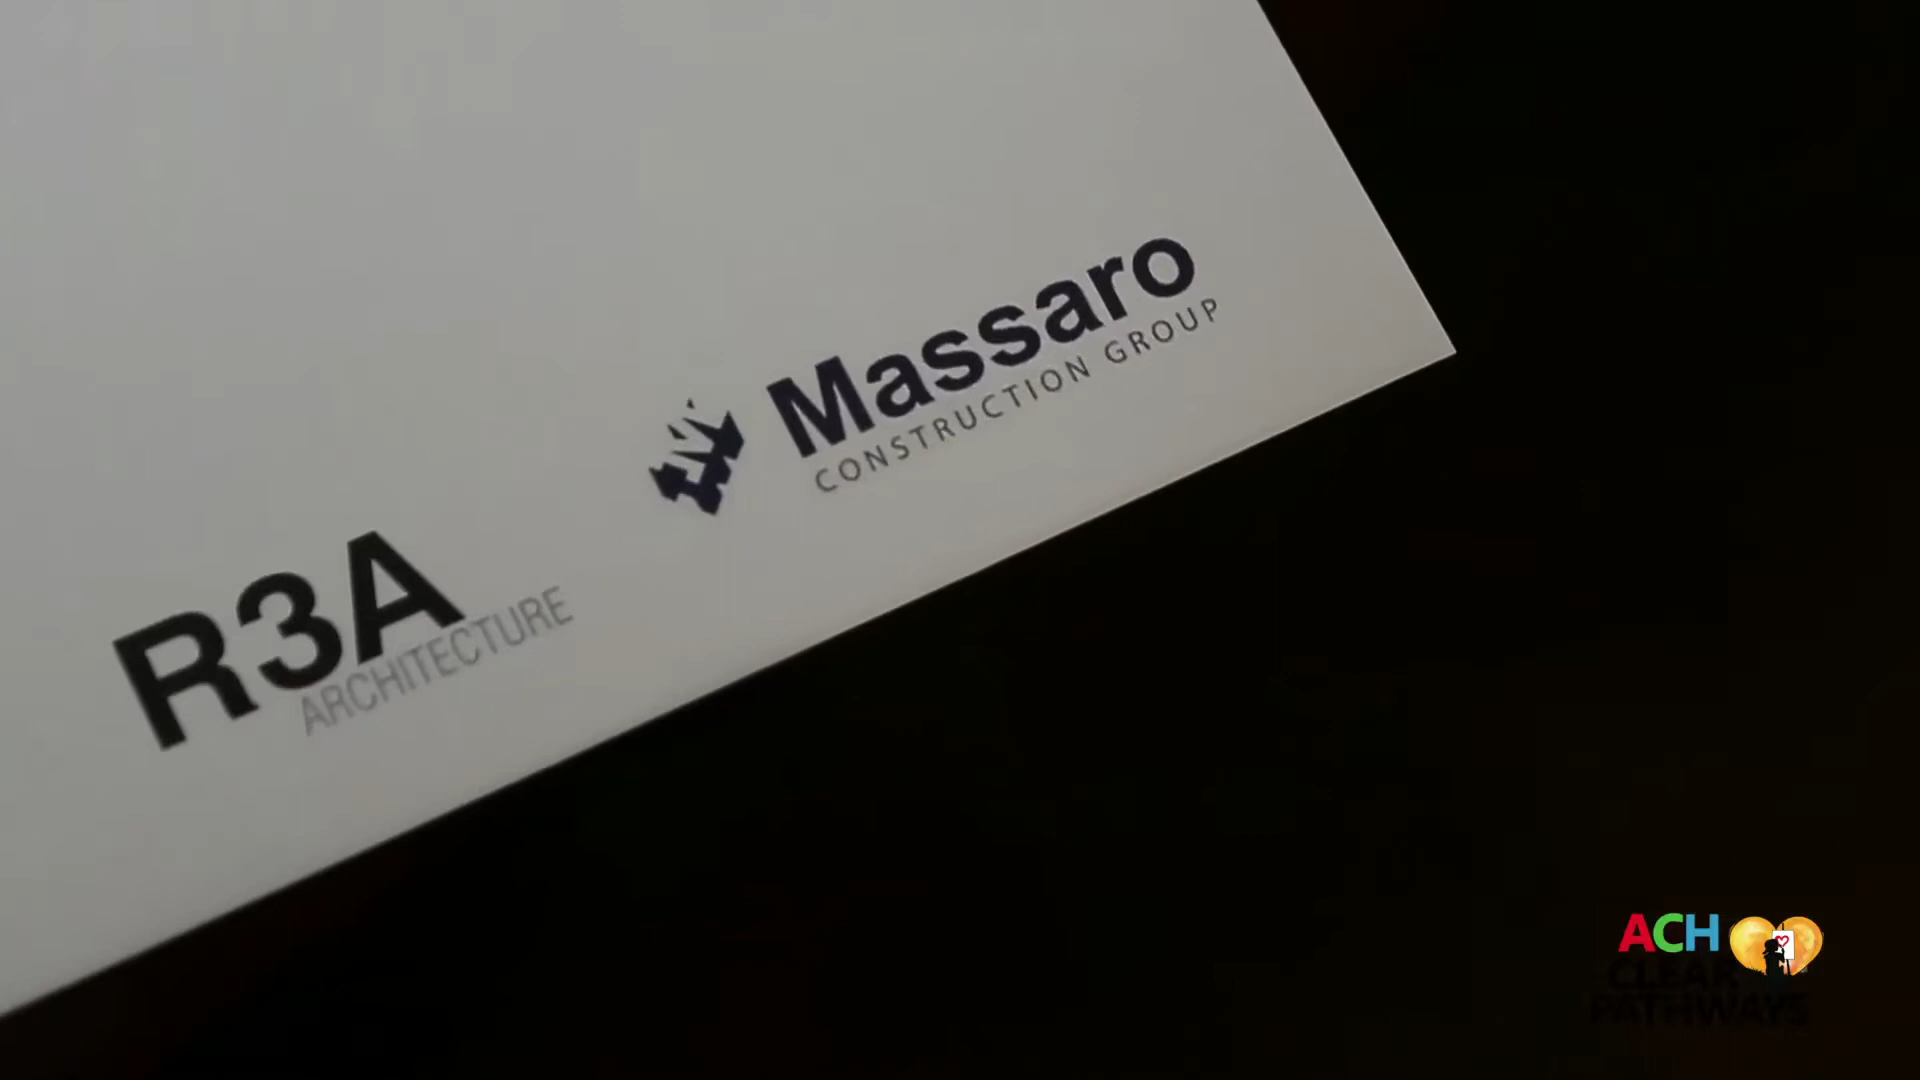 Massaro
CONSTRUCTION GROUP
R3A
ARCHITECTURE
ACH
CLEAR
PATHWAYS